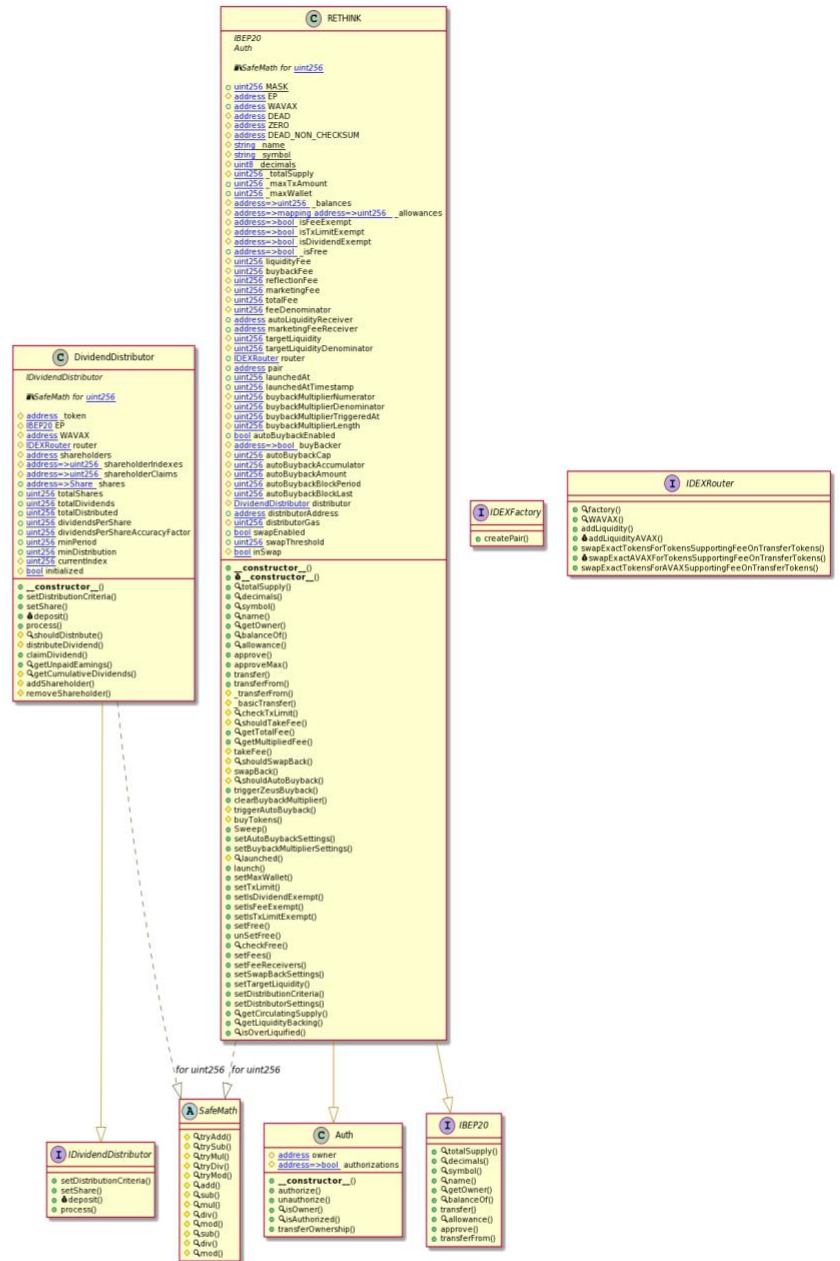 C RETHINK
IBEP20
Auth
SafeMath for uint256
uint256 MASK
address EP
address WAVAX
address DEAD
address ZERO
address DEAD_NON_CHECKSUM
string _name
string _symbol
uint8 _decimals
uint256 _totalSupply
uint256 _maxTxAmount
uint256 _maxWallet
address=>uint256 _balances
address=>mapping address=>uint256 _allowances
address=>bool isFeeExempt
address=>bool isTxLimitExempt
address=>bool isDividendExempt
address=>bool _isFree
uint256 liquidityFee
uint256 buybackFee
uint256 reflectionFee
uint256 marketingFee
uint256 totalFee
uint256 feeDenominator
address autoLiquidityReceiver
address marketingFeeReceiver
uint256 targetLiquidity
uint256 targetLiquidityDenominator
IDEXRouter router
address pair
uint256 launchedAt
uint256 launchedAtTimestamp
uint256 buybackMultiplierNumerator
uint256 buybackMultiplierDenominator
uint256 buybackMultiplierTriggeredAt
uint256 buybackMultiplierLength
bool autoBuybackEnabled
address=>bool buyBacker
uint256 autoBuybackCap
uint256 autoBuybackAccumulator
uint256 autoBuybackAmount
uint256 autoBuybackBlockPeriod
uint256 autoBuybackBlockLast
DividendDistributor distributor
address distributorAddress
uint256 distributorGas
bool swapEnabled
uint256 swapThreshold
bool inSwap
__constructor__()
__constructor__()
totalSupply()
decimals()
symbol()
name()
getOwner()
balanceOf()
allowance()
approve()
approveMax()
transfer()
transferFrom()
_transferFrom()
_basicTransfer()
checkTxLimit()
shouldTakeFee()
getTotalFee()
getMultipliedFee()
takeFee()
shouldSwapBack()
swapBack()
shouldAutoBuyback()
triggerZeusBuyback()
clearBuybackMultiplier()
triggerAutoBuyback()
buyTokens()
Sweep()
setAutoBuybackSettings()
setBuybackMultiplierSettings()
launched()
launch()
setMaxWallet()
setTxLimit()
setIsDividendExempt()
setIsFeeExempt()
setIsTxLimitExempt()
setFree()
unSetFree()
checkFree()
setFees()
setFeeReceivers()
setSwapBackSettings()
setTargetLiquidity()
setDistributionCriteria()
setDistributorSettings()
getCirculatingSupply()
getLiquidityBacking()
isOverLiquified()
C DividendDistributor
IDividendDistributor
SafeMath for uint256
address _token
IBEP20 EP
address WAVAX
IDEXRouter router
address shareholders
address=>uint256 shareholderIndexes
address=>uint256 shareholderClaims
address=>Share shares
uint256 totalShares
uint256 totalDividends
uint256 totalDistributed
uint256 dividendsPerShare
uint256 dividendsPerShareAccuracyFactor
uint256 minPeriod
uint256 minDistribution
uint256 currentIndex
bool initialized
__constructor__()
setDistributionCriteria()
setShare()
deposit()
process()
shouldDistribute()
distributeDividend()
claimDividend()
getUnpaidEarnings()
getCumulativeDividends()
addShareholder()
removeShareholder()
I IDEXFactory
createPair()
I IDEXRouter
factory()
WAVAX()
addLiquidity()
addLiquidityAVAX()
swapExactTokensForTokensSupportingFeeOnTransferTokens()
swapExactAVAXForTokensSupportingFeeOnTransferTokens()
swapExactTokensForAVAXSupportingFeeOnTransferTokens()
for uint256
for uint256
I IDividendDistributor
setDistributionCriteria()
setShare()
deposit()
process()
A SafeMath
tryAdd()
trySub()
tryMul()
tryDiv()
tryMod()
add()
sub()
mul()
div()
mod()
sub()
div()
mod()
C Auth
address owner
address=>bool authorizations
__constructor__()
authorize()
unauthorize()
isOwner()
isAuthorized()
transferOwnership()
I IBEP20
totalSupply()
decimals()
symbol()
name()
getOwner()
balanceOf()
transfer()
allowance()
approve()
transferFrom()